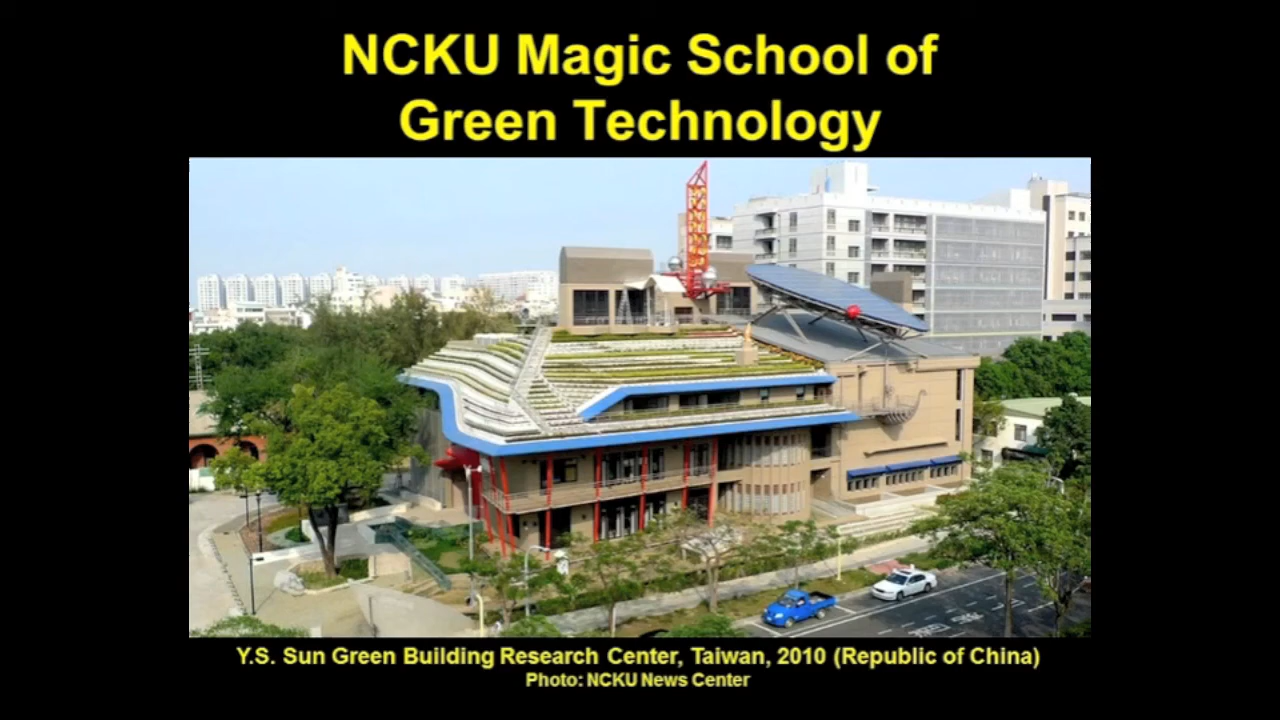 NCKU Magic School of
Green Technology
Y.S. Sun Green Building Research Center, Taiwan, 2010 (Republic of China)
Photo: NCKU News Center